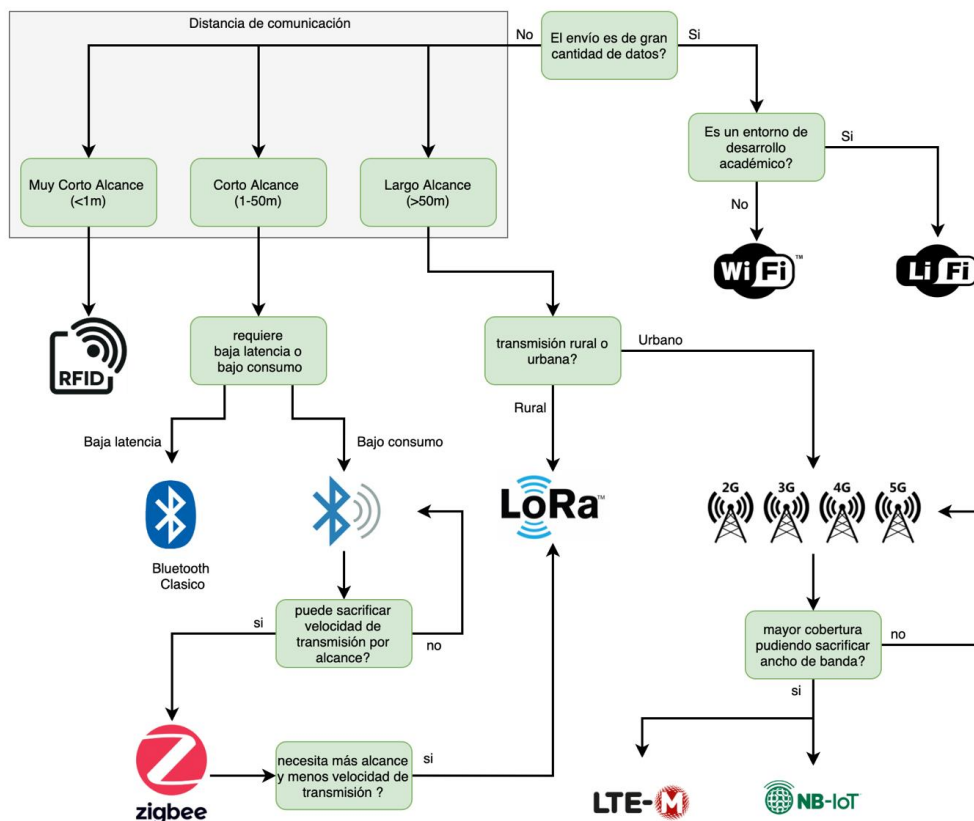 Distancia de comunicación
No
El envío es de gran
cantidad de datos?
Si
Es un entorno de
desarrollo
académico?
Si
No
Muy Corto Alcance
(<1m)
Corto Alcance
(1-50m)
Largo Alcance
(>50m)
WiFi™
LiFi
RFID
requiere
baja latencia o
bajo consumo
transmisión rural o
urbana?
Urbano
Rural
Baja latencia
Bajo consumo
LoRa™
2G
3G
4G
5G
Bluetooth
Clasico
puede sacrificar
velocidad de
transmisión por
alcance?
si
no
mayor cobertura
pudiendo sacrificar
ancho de banda?
no
si
zigbee
necesita más alcance
y menos velocidad de
transmisión ?
si
LTE-M
NB-IoT